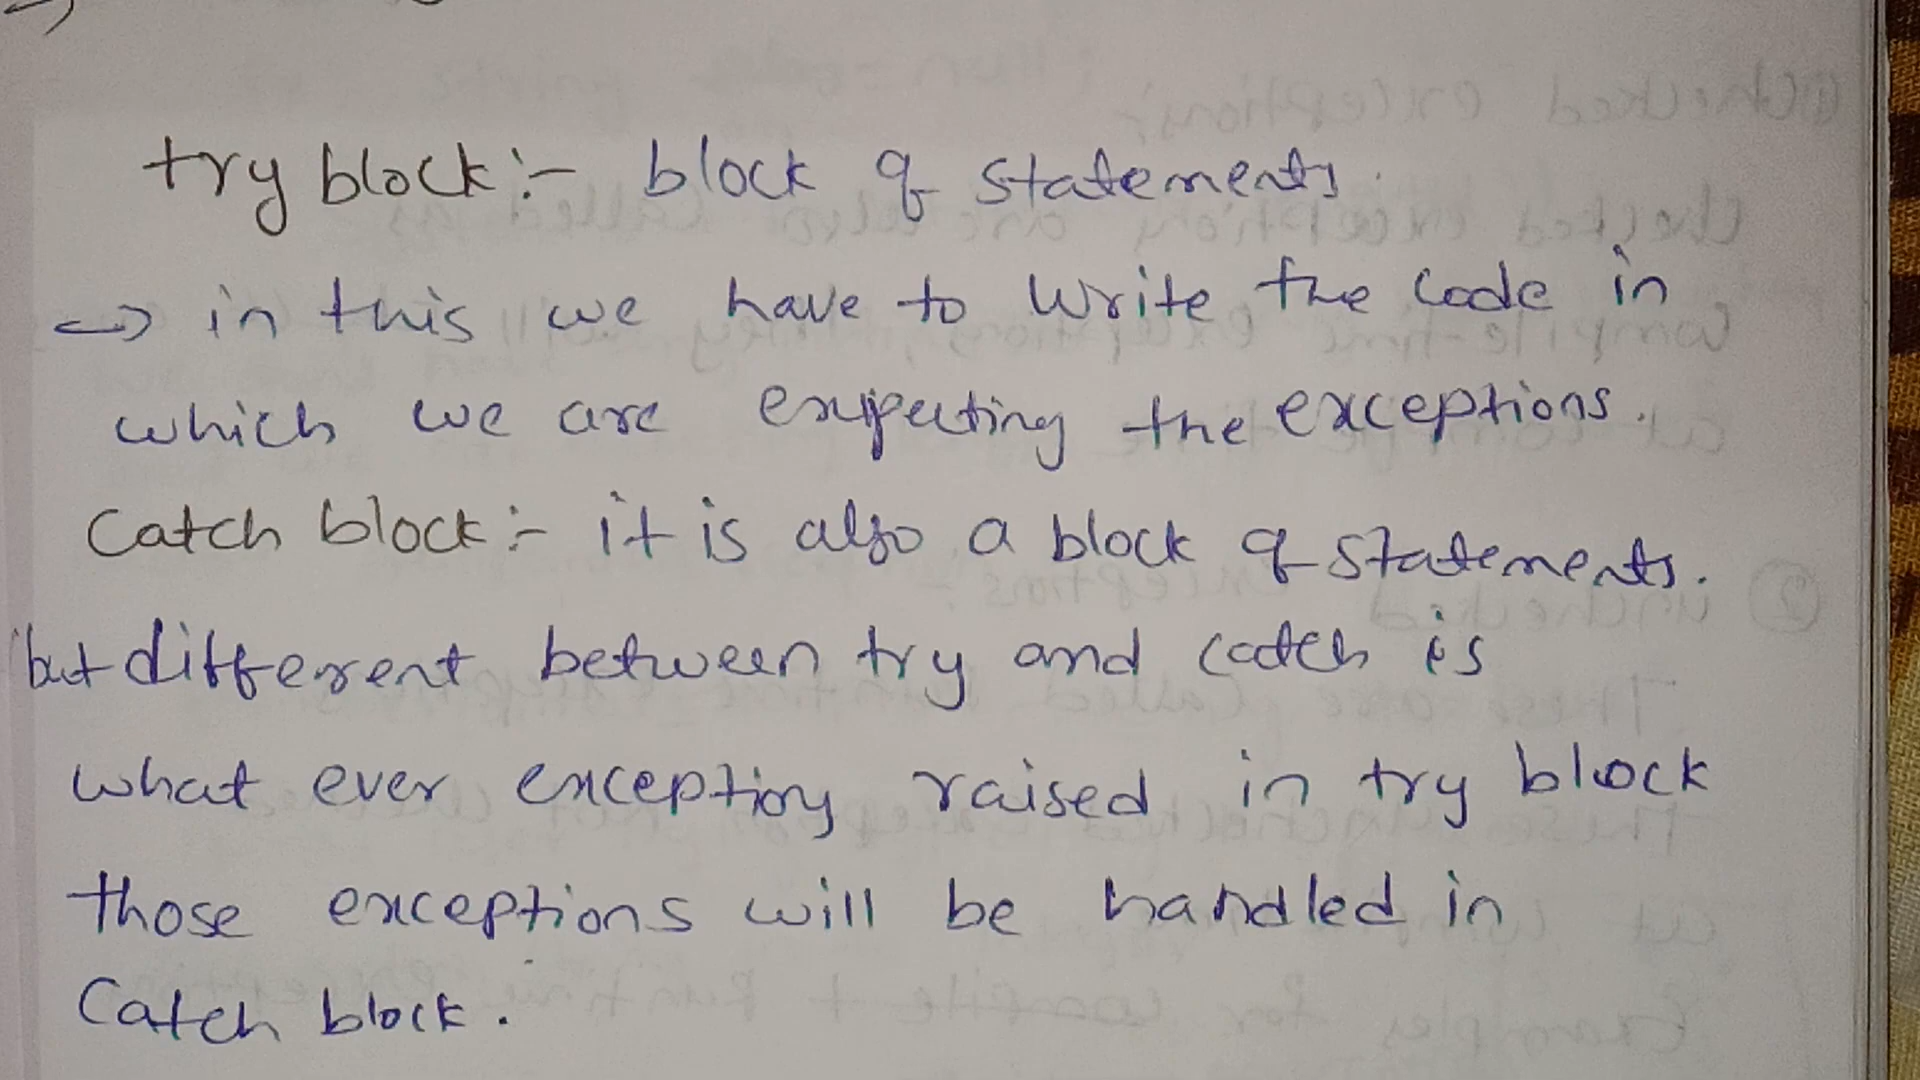 try block :- block of statements.
→ in this we have to write the code in
which we are expecting the exceptions.
Catch block :- it is also a block of statements.
but different between try and catch is
what ever exceptions raised in try block
those exceptions will be handled in
Catch block.